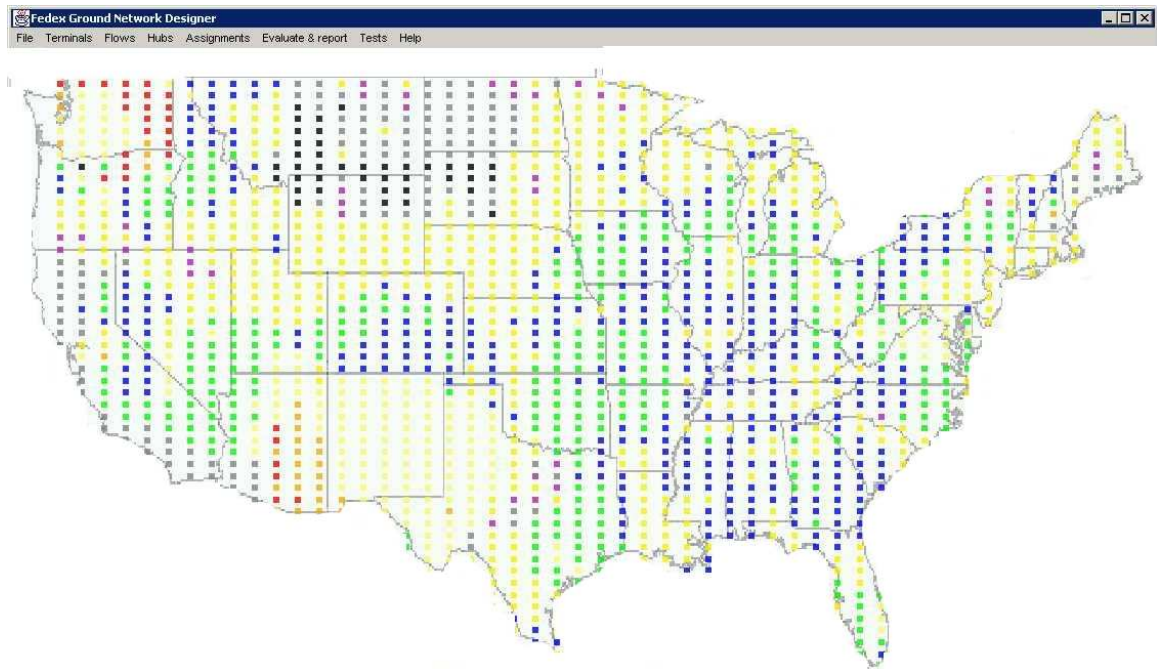 Fedex Ground Network Designer
File Terminals Flows Hubs Assignments Evaluate & report Tests Help